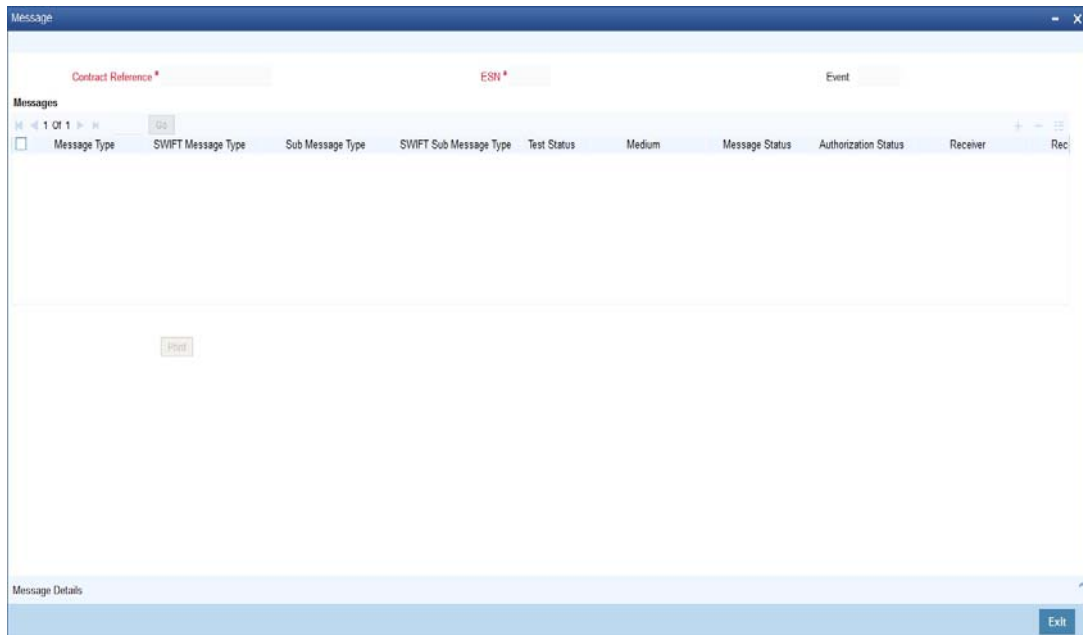 Message
Contract Reference * ESN * Event
Messages
1 Of 1 Go
Message Type SWIFT Message Type Sub Message Type SWIFT Sub Message Type Test Status Medium Message Status Authorization Status Receiver Rec
Print
Message Details
Exit